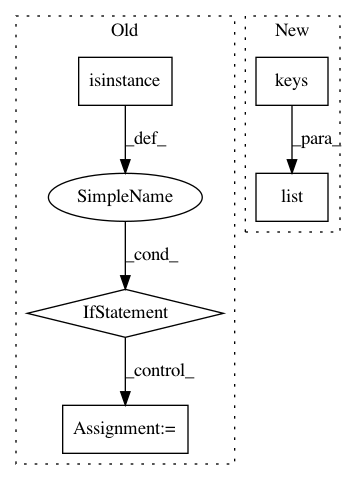 Old
New
isinstance
keys
_def_
_para_
SimpleName
list
_cond_
IfStatement
_control_
Assignment:=